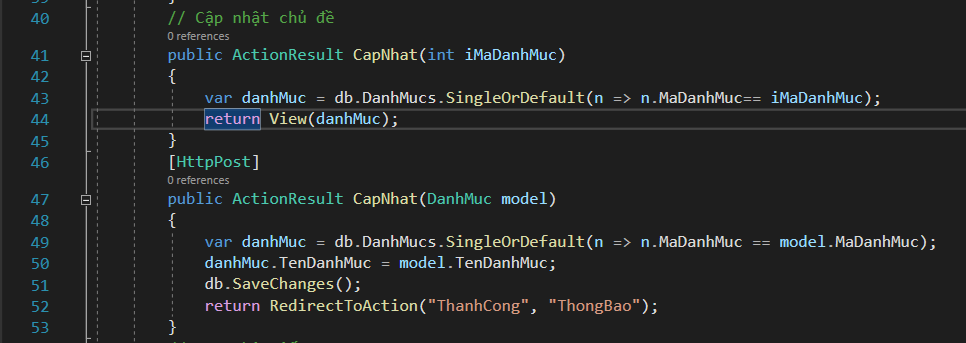 40 // Cập nhật chủ đề
0 references
41 public ActionResult CapNhat(int iMaDanhMuc)
42 {
43 var danhMuc = db.DanhMucs.SingleOrDefault(n => n.MaDanhMuc== iMaDanhMuc);
44 return View(danhMuc);
45 }
46 [HttpPost]
0 references
47 public ActionResult CapNhat(DanhMuc model)
48 {
49 var danhMuc = db.DanhMucs.SingleOrDefault(n => n.MaDanhMuc == model.MaDanhMuc);
50 danhMuc.TenDanhMuc = model.TenDanhMuc;
51 db.SaveChanges();
52 return RedirectToAction("ThanhCong", "ThongBao");
53 }